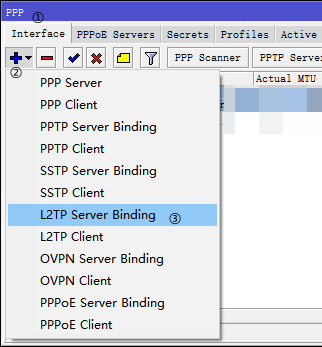 PPP ①
Interface PPPoE Servers Secrets Profiles Active
PPP Scanner PPTP Server
② Actual MTU
PPP Server
PPP Client
PPTP Server Binding
PPTP Client
SSTP Server Binding
SSTP Client
L2TP Server Binding ③
L2TP Client
OVPN Server Binding
OVPN Client
PPPoE Server Binding
PPPoE Client